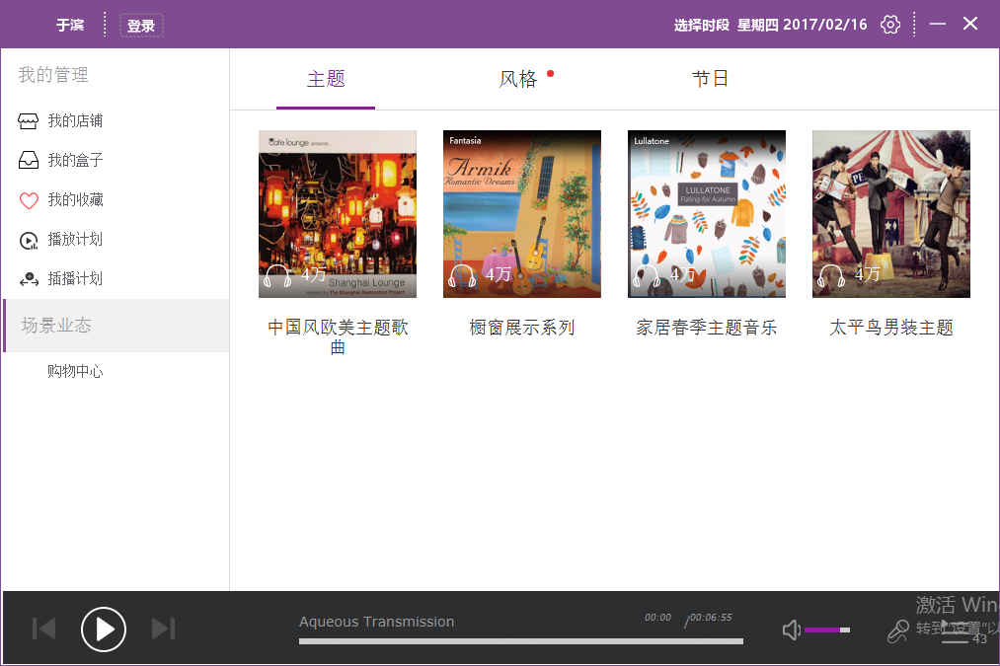 于滨 登录 选择时段 星期四 2017/02/16
我的管理
我的店铺
我的盒子
我的收藏
播放计划
插播计划
场景业态
购物中心
主题 风格 节日
Cafe lounge presents...
Shanghai Lounge
Hosted by The Shanghai Restoration Project
4万
中国风欧美主题歌
曲
Fantasia
Armik
Romantic Dreams
4万
橱窗展示系列
Lullatone
LULLATONE
Falling for Autumn
4万
家居春季主题音乐
4万
太平鸟男装主题
Aqueous Transmission 00:00 /00:06:55
43
激活 Win
转到"设置"以